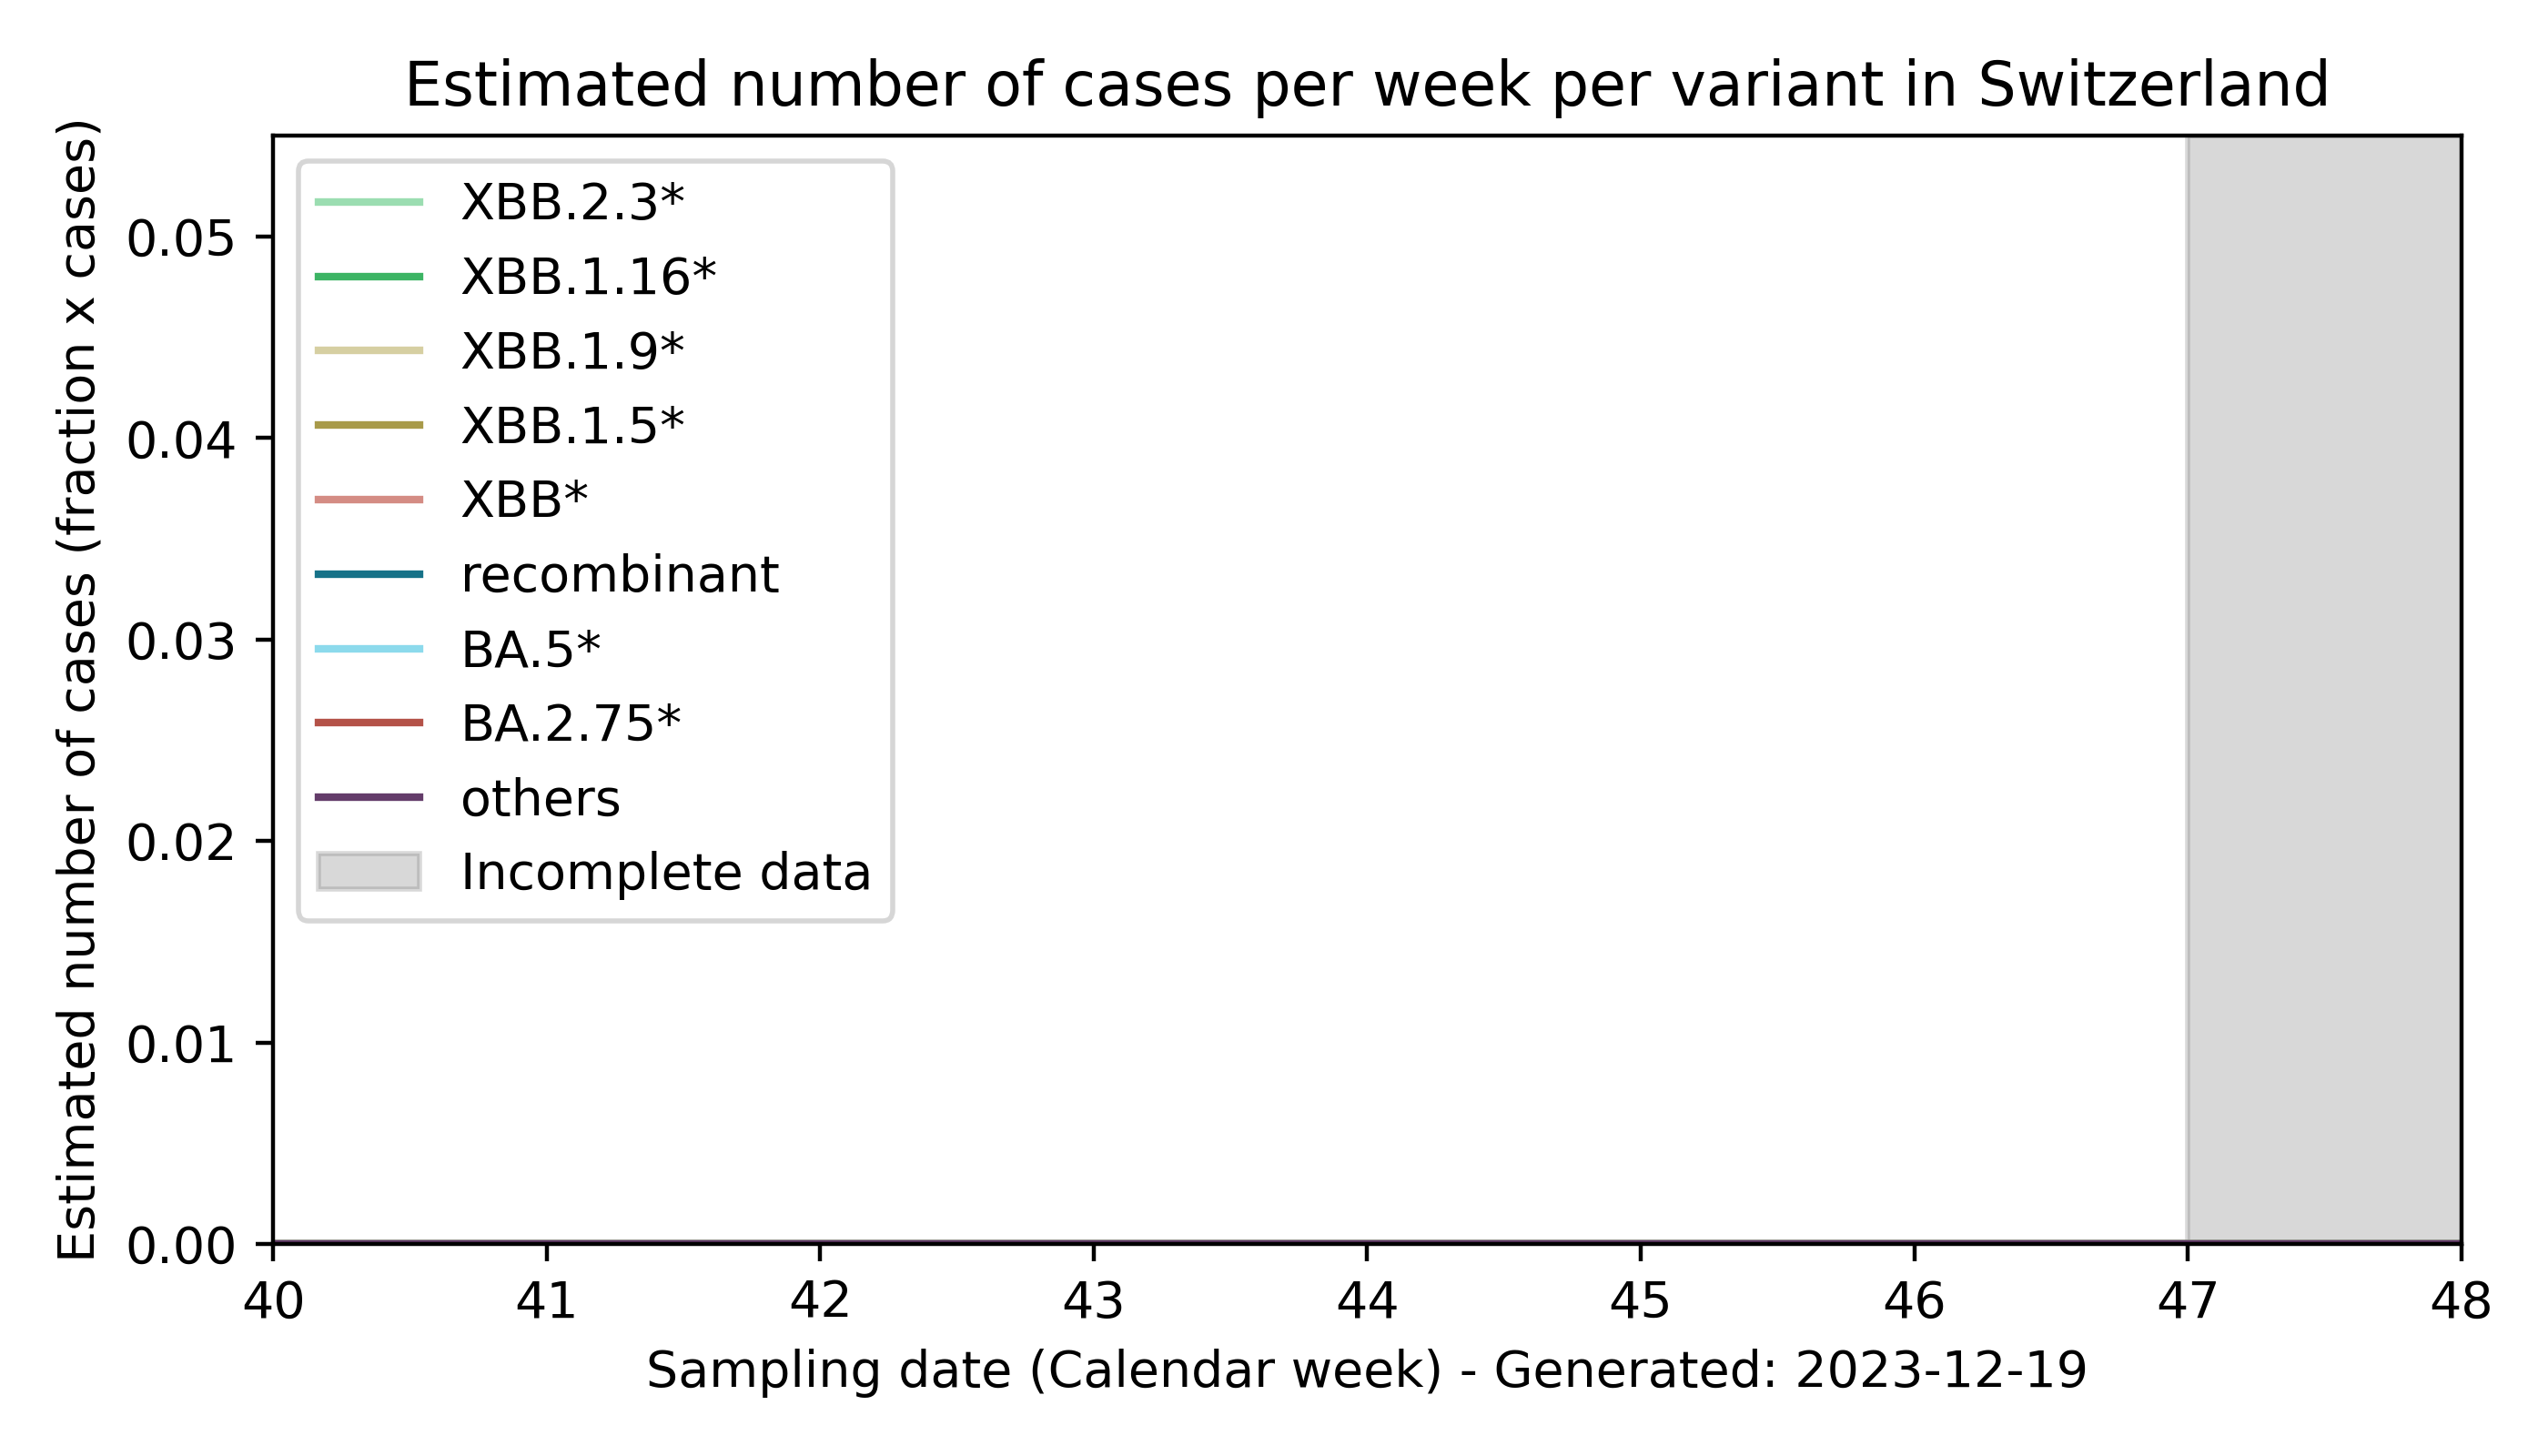 Estimated number of cases per week per variant in Switzerland
Estimated number of cases (fraction x cases)
0.05
0.04
0.03
0.02
0.01
0.00
XBB.2.3*
XBB.1.16*
XBB.1.9*
XBB.1.5*
XBB*
recombinant
BA.5*
BA.2.75*
others
Incomplete data
40 41 42 43 44 45 46 47 48
Sampling date (Calendar week) - Generated: 2023-12-19